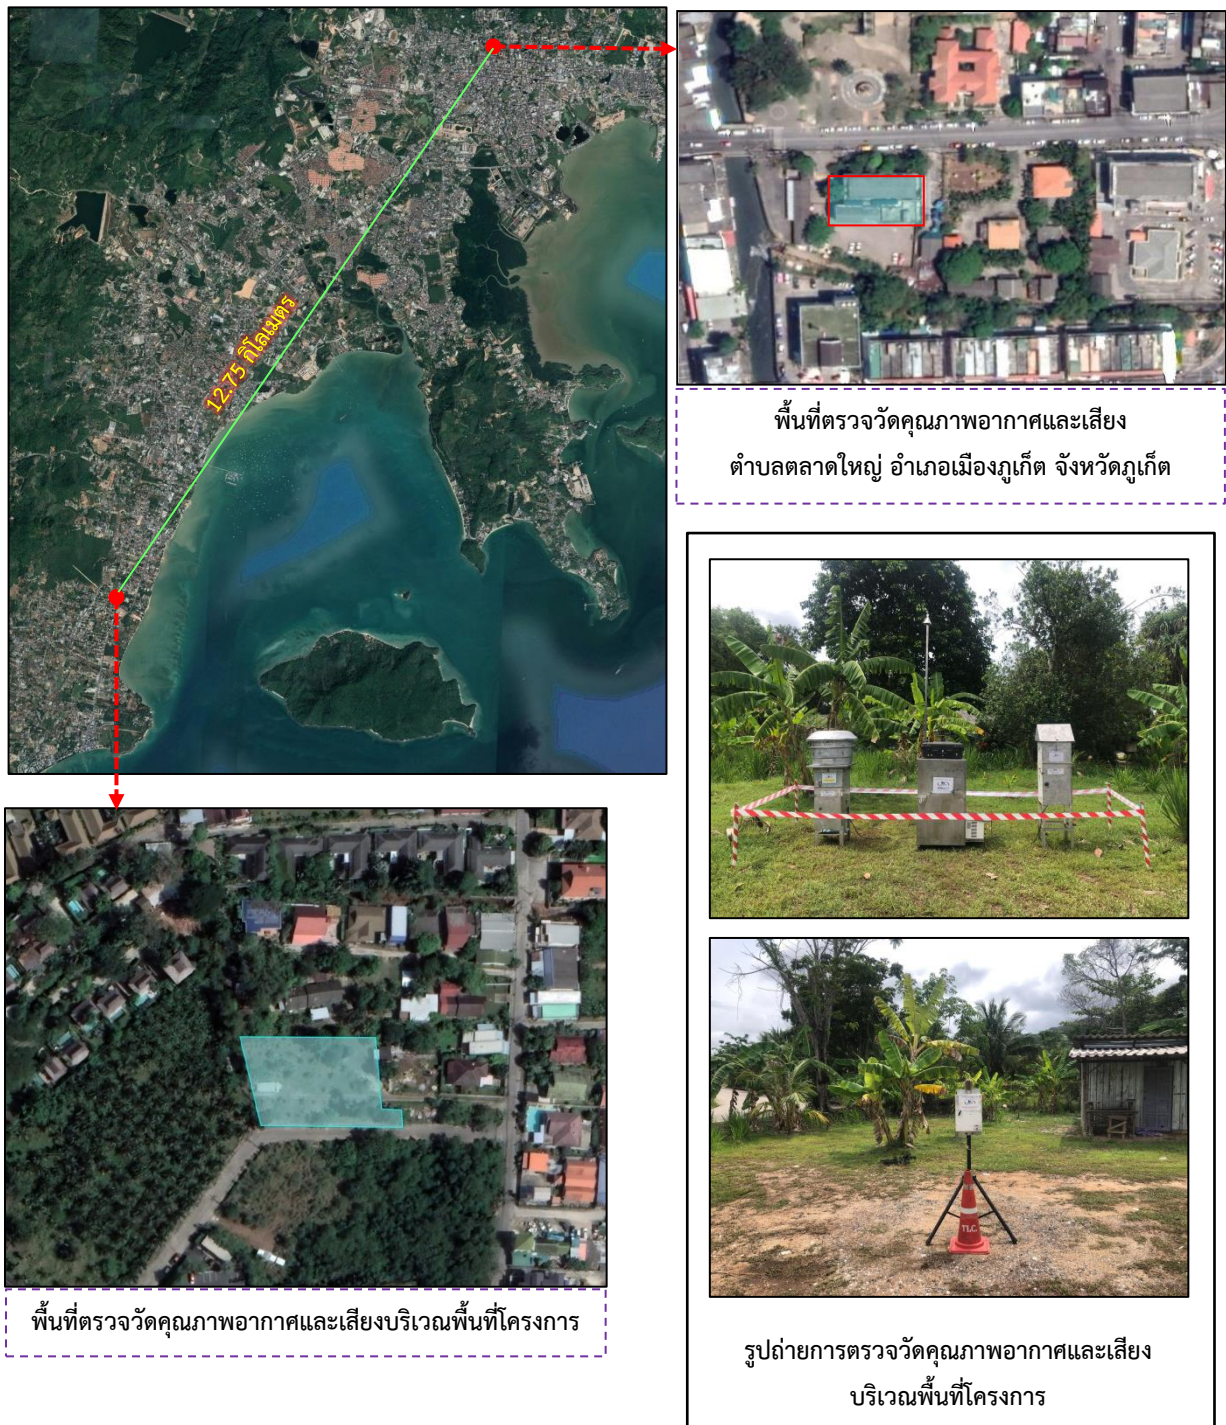 12.75 กิโลเมตร
พื้นที่ตรวจวัดคุณภาพอากาศและเสียง
ตำบลตลาดใหญ่ อำเภอเมืองภูเก็ต จังหวัดภูเก็ต
พื้นที่ตรวจวัดคุณภาพอากาศและเสียงบริเวณพื้นที่โครงการ
TLC.
รูปถ่ายการตรวจวัดคุณภาพอากาศและเสียง
บริเวณพื้นที่โครงการ